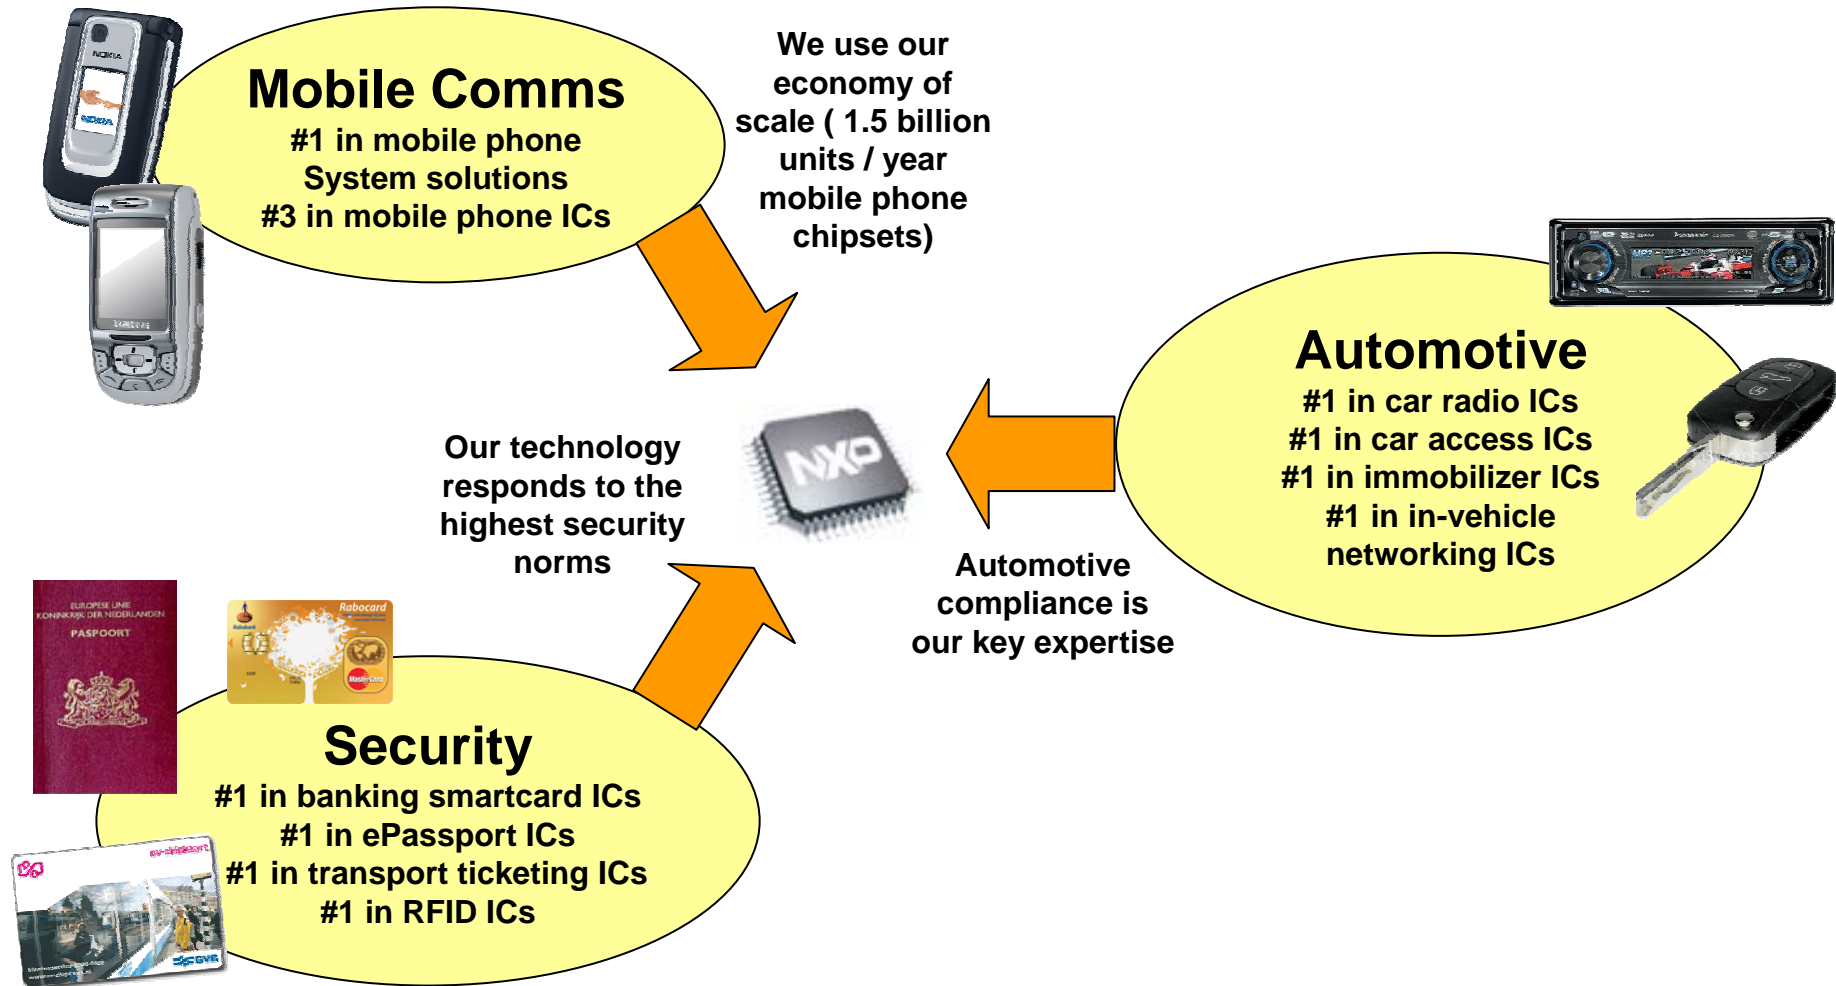 NOKIA
NOKIA
SAMSUNG
Mobile Comms
#1 in mobile phone
System solutions
#3 in mobile phone ICs
We use our
economy of
scale ( 1.5 billion
units / year
mobile phone
chipsets)
Automotive
#1 in car radio ICs
#1 in car access ICs
#1 in immobilizer ICs
#1 in in-vehicle
networking ICs
NXP
Our technology
responds to the
highest security
norms
Automotive
compliance is
our key expertise
EUROPESE UNIE
KONINKRIJK DER NEDERLANDEN
PASPOORT
Rabocard
Rabobank
MasterCard
Security
#1 in banking smartcard ICs
#1 in ePassport ICs
#1 in transport ticketing ICs
#1 in RFID ICs
ov-chipkaart
GVB